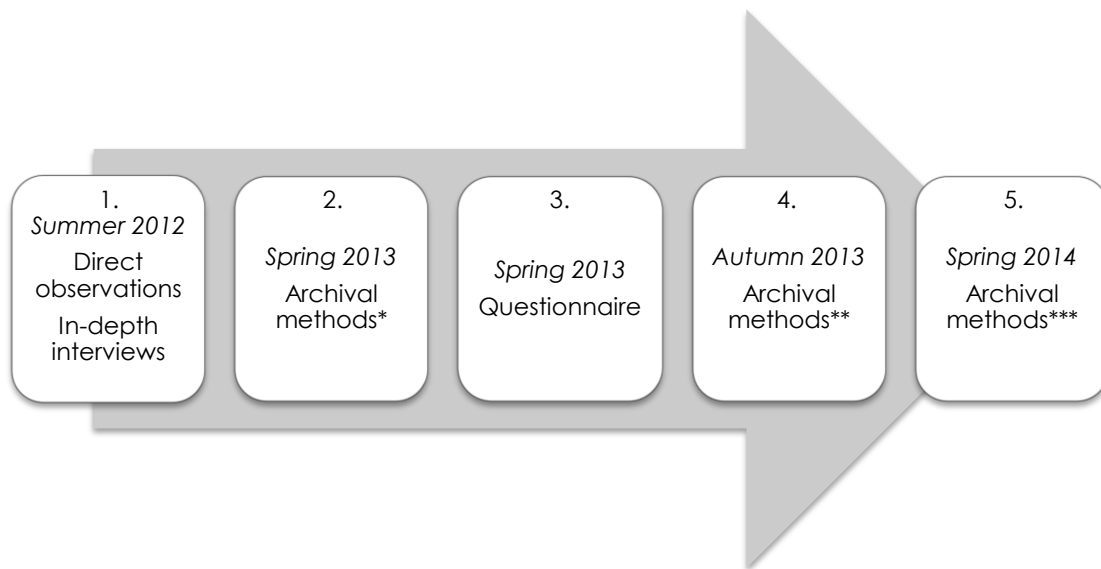 1.
Summer 2012
Direct
observations
In-depth
interviews
2.
Spring 2013
Archival
methods*
3.
Spring 2013
Questionnaire
4.
Autumn 2013
Archival
methods**
5.
Spring 2014
Archival
methods***